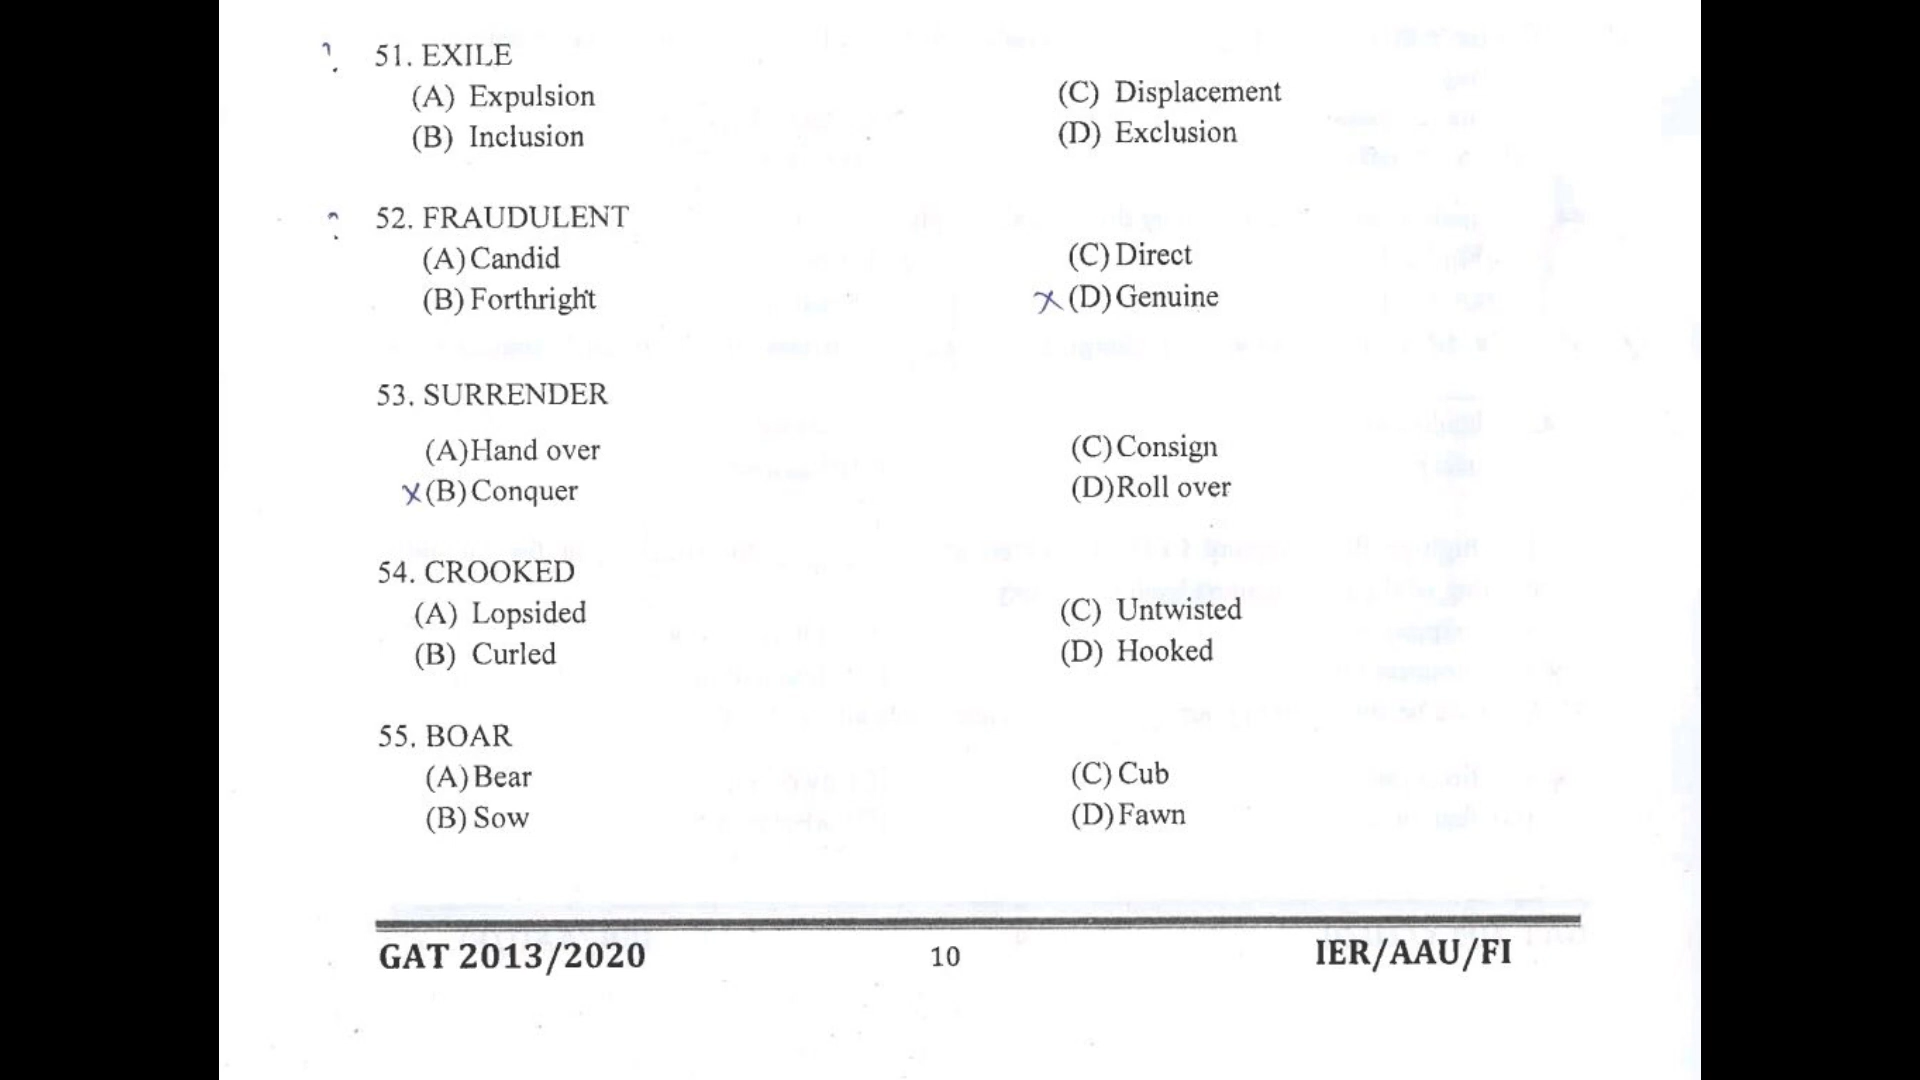 51. EXILE
(A) Expulsion
(B) Inclusion
(C) Displacement
(D) Exclusion
52. FRAUDULENT
(A) Candid
(B) Forthright
(C) Direct
(D) Genuine
53. SURRENDER
(A) Hand over
(B) Conquer
(C) Consign
(D) Roll over
54. CROOKED
(A) Lopsided
(B) Curled
(C) Untwisted
(D) Hooked
55. BOAR
(A) Bear
(B) Sow
(C) Cub
(D) Fawn
GAT 2013/2020 10 IER/AAU/FI